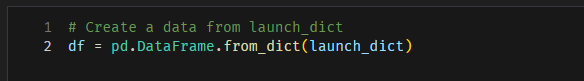 1 # Create a data from launch_dict
2 df = pd.DataFrame.from_dict(launch_dict)